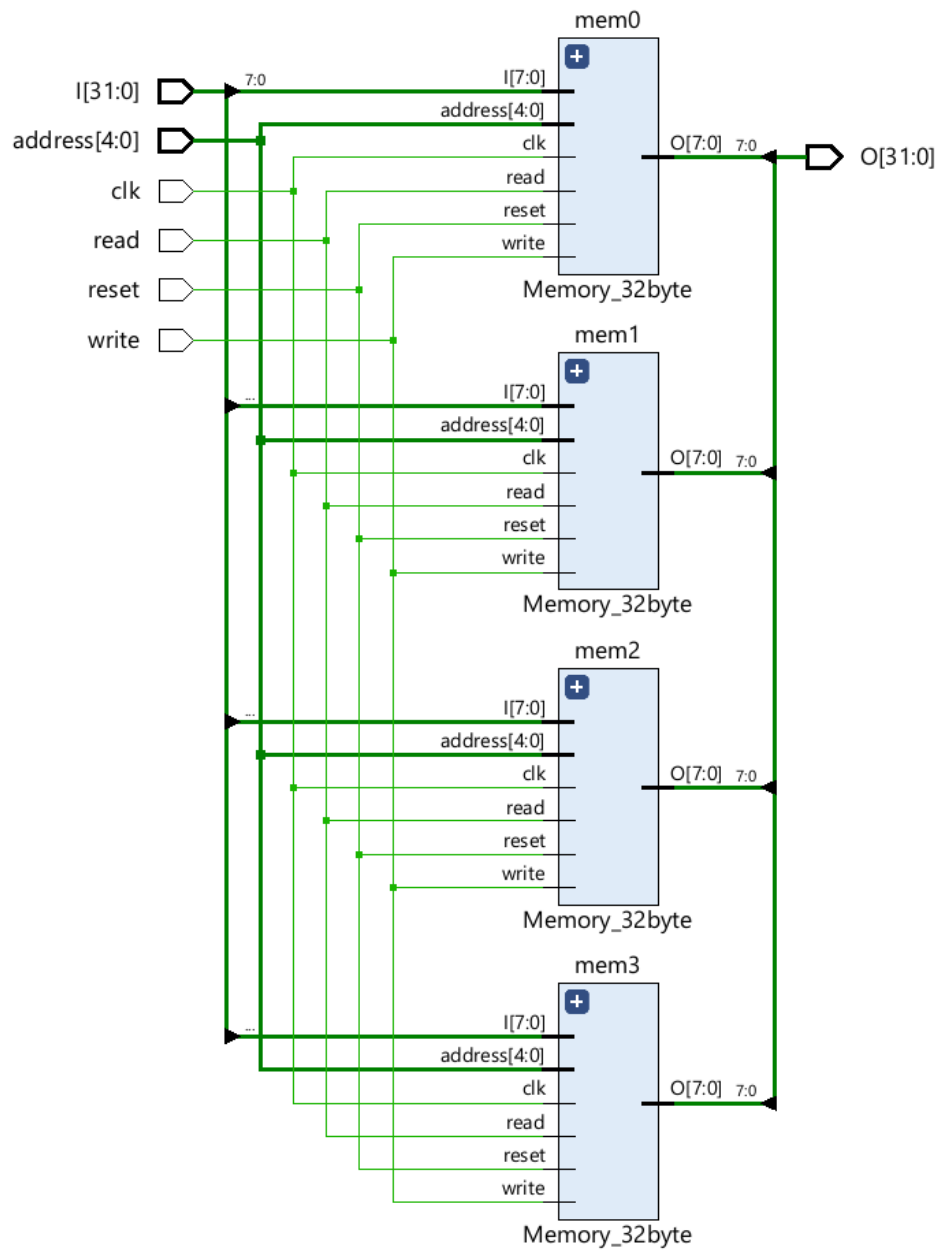 mem0
I[31:0]
7:0
I[7:0]
address[4:0]
address[4:0]
clk
clk
O[7:0]
7:0
O[31:0]
read
read
reset
write
reset
write
Memory_32byte
mem1
...
I[7:0]
address[4:0]
clk
O[7:0]
7:0
read
reset
write
Memory_32byte
mem2
...
I[7:0]
address[4:0]
clk
O[7:0]
7:0
read
reset
write
Memory_32byte
mem3
...
I[7:0]
address[4:0]
clk
O[7:0]
7:0
read
reset
write
Memory_32byte